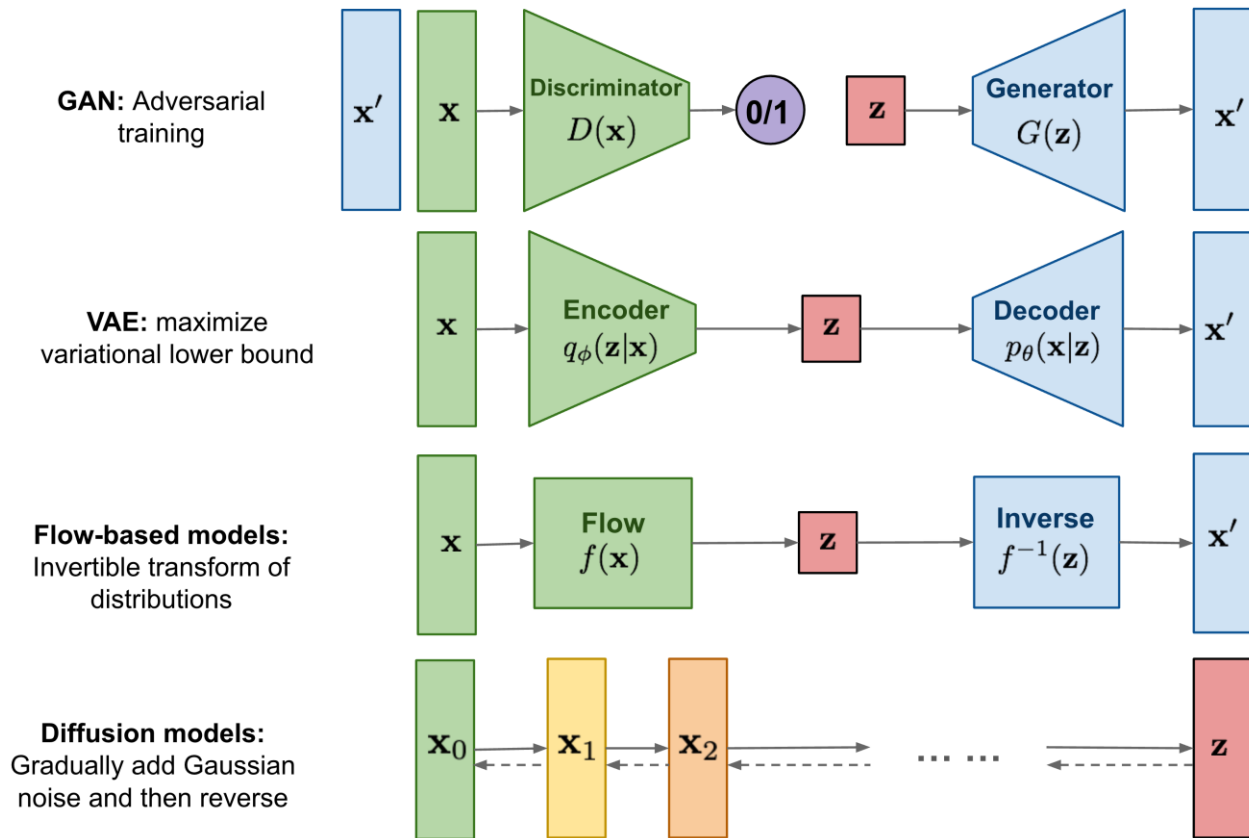 GAN: Adversarial
training
x′
x
Discriminator
D(x)
0/1
z
Generator
G(z)
x′
VAE: maximize
variational lower bound
x
Encoder
qϕ(z|x)
z
Decoder
pθ(x|z)
x′
Flow-based models:
Invertible transform of
distributions
x
Flow
f(x)
z
Inverse
f⁻¹(z)
x′
Diffusion models:
Gradually add Gaussian
noise and then reverse
x₀
x₁
x₂
... ...
z